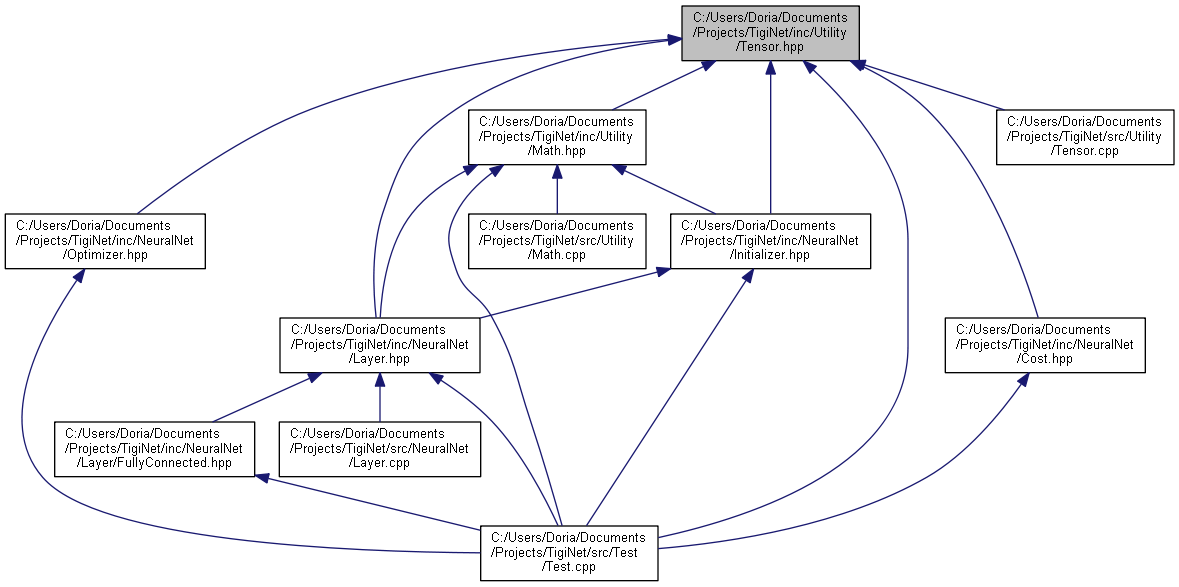 C:/Users/Doria/Documents
/Projects/TigiNet/inc/Utility
/Tensor.hpp
C:/Users/Doria/Documents
/Projects/TigiNet/inc/Utility
/Math.hpp
C:/Users/Doria/Documents
/Projects/TigiNet/src/Utility
/Tensor.cpp
C:/Users/Doria/Documents
/Projects/TigiNet/inc/NeuralNet
/Optimizer.hpp
C:/Users/Doria/Documents
/Projects/TigiNet/src/Utility
/Math.cpp
C:/Users/Doria/Documents
/Projects/TigiNet/inc/NeuralNet
/Initializer.hpp
C:/Users/Doria/Documents
/Projects/TigiNet/inc/NeuralNet
/Layer.hpp
C:/Users/Doria/Documents
/Projects/TigiNet/inc/NeuralNet
/Cost.hpp
C:/Users/Doria/Documents
/Projects/TigiNet/inc/NeuralNet
/Layer/FullyConnected.hpp
C:/Users/Doria/Documents
/Projects/TigiNet/src/NeuralNet
/Layer.cpp
C:/Users/Doria/Documents
/Projects/TigiNet/src/Test
/Test.cpp